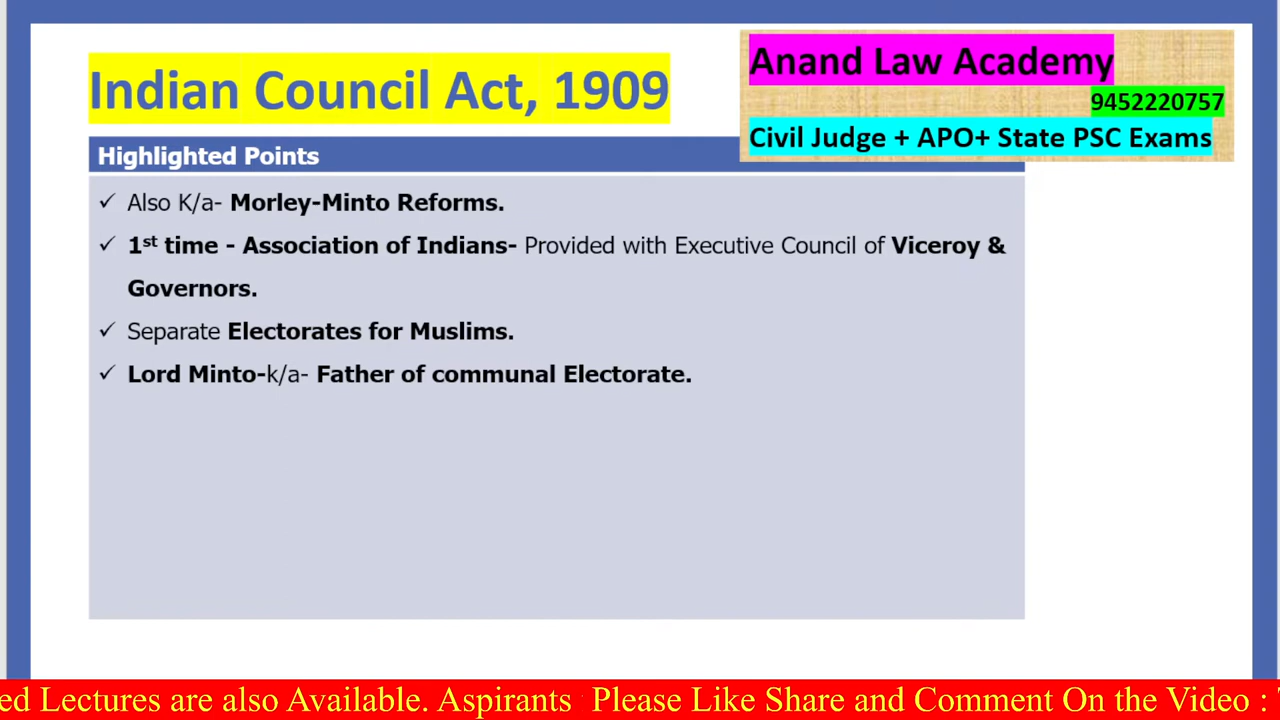 Indian Council Act, 1909
Anand Law Academy
9452220757
Civil Judge + APO+ State PSC Exams
Highlighted Points
✓ Also K/a- Morley-Minto Reforms.
✓ 1st time - Association of Indians- Provided with Executive Council of Viceroy &
Governors.
✓ Separate Electorates for Muslims.
✓ Lord Minto-k/a- Father of communal Electorate.
ed Lectures are also Available. Aspirants Please Like Share and Comment On the Video :